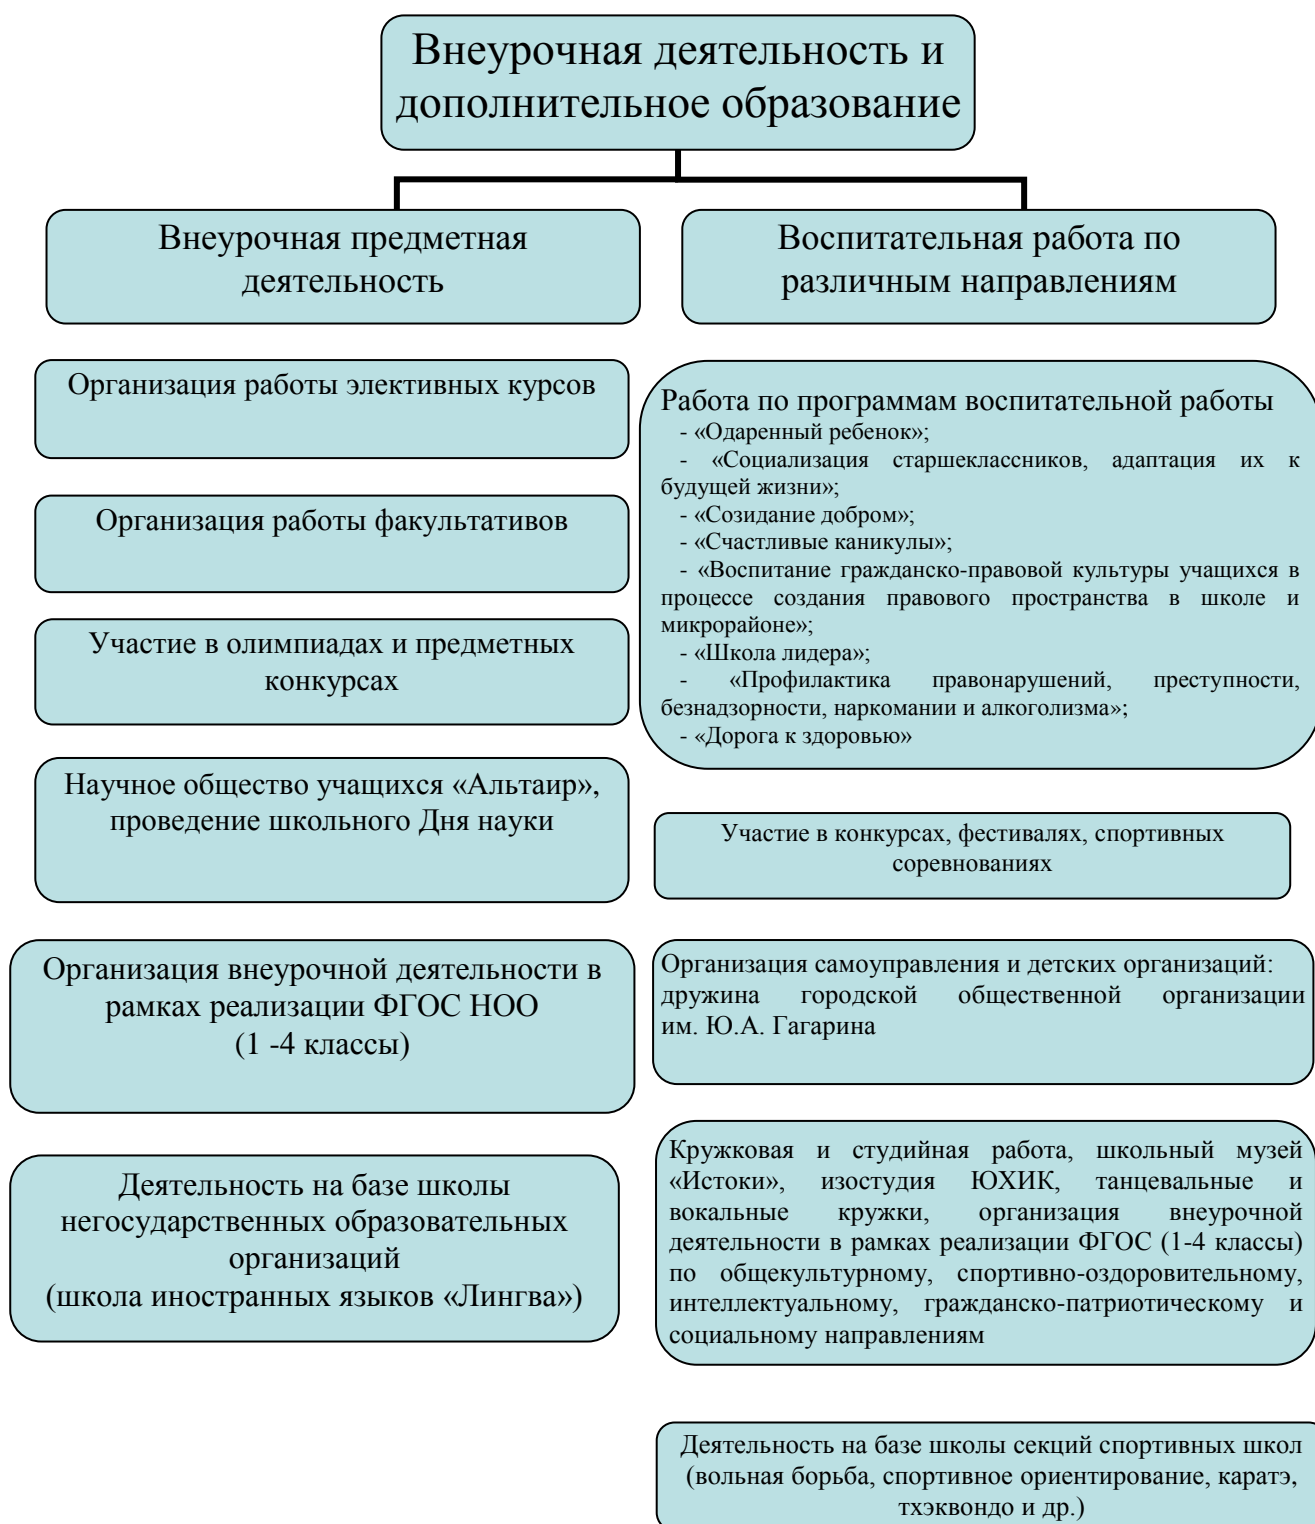 Внеурочная деятельность и
дополнительное образование
Внеурочная предметная
деятельность
Воспитательная работа по
различным направлениям
Организация работы элективных курсов
Организация работы факультативов
Участие в олимпиадах и предметных
конкурсах
Научное общество учащихся «Альтаир»,
проведение школьного Дня науки
Организация внеурочной деятельности в
рамках реализации ФГОС НОО
(1 -4 классы)
Деятельность на базе школы
негосударственных образовательных
организаций
(школа иностранных языков «Лингва»)
Работа по программам воспитательной работы
- «Одаренный ребенок»;
- «Социализация старшеклассников, адаптация их к
будущей жизни»;
- «Созидание добром»;
- «Счастливые каникулы»;
- «Воспитание гражданско-правовой культуры учащихся в
процессе создания правового пространства в школе и
микрорайоне»;
- «Школа лидера»;
- «Профилактика правонарушений, преступности,
безнадзорности, наркомании и алкоголизма»;
- «Дорога к здоровью»
Участие в конкурсах, фестивалях, спортивных
соревнованиях
Организация самоуправления и детских организаций:
дружина городской общественной организации
им. Ю.А. Гагарина
Кружковая и студийная работа, школьный музей
«Истоки», изостудия ЮХИК, танцевальные и
вокальные кружки, организация внеурочной
деятельности в рамках реализации ФГОС (1-4 классы)
по общекультурному, спортивно-оздоровительному,
интеллектуальному, гражданско-патриотическому и
социальному направлениям
Деятельность на базе школы секций спортивных школ
(вольная борьба, спортивное ориентирование, каратэ,
тхэквондо и др.)